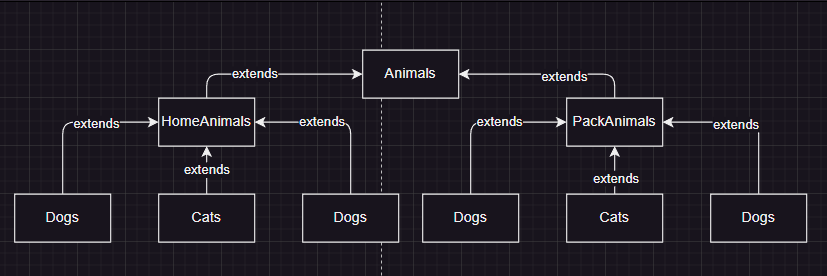 Animals
extends
extends
HomeAnimals
PackAnimals
extends
extends
extends
extends
extends
extends
Dogs
Cats
Dogs
Dogs
Cats
Dogs